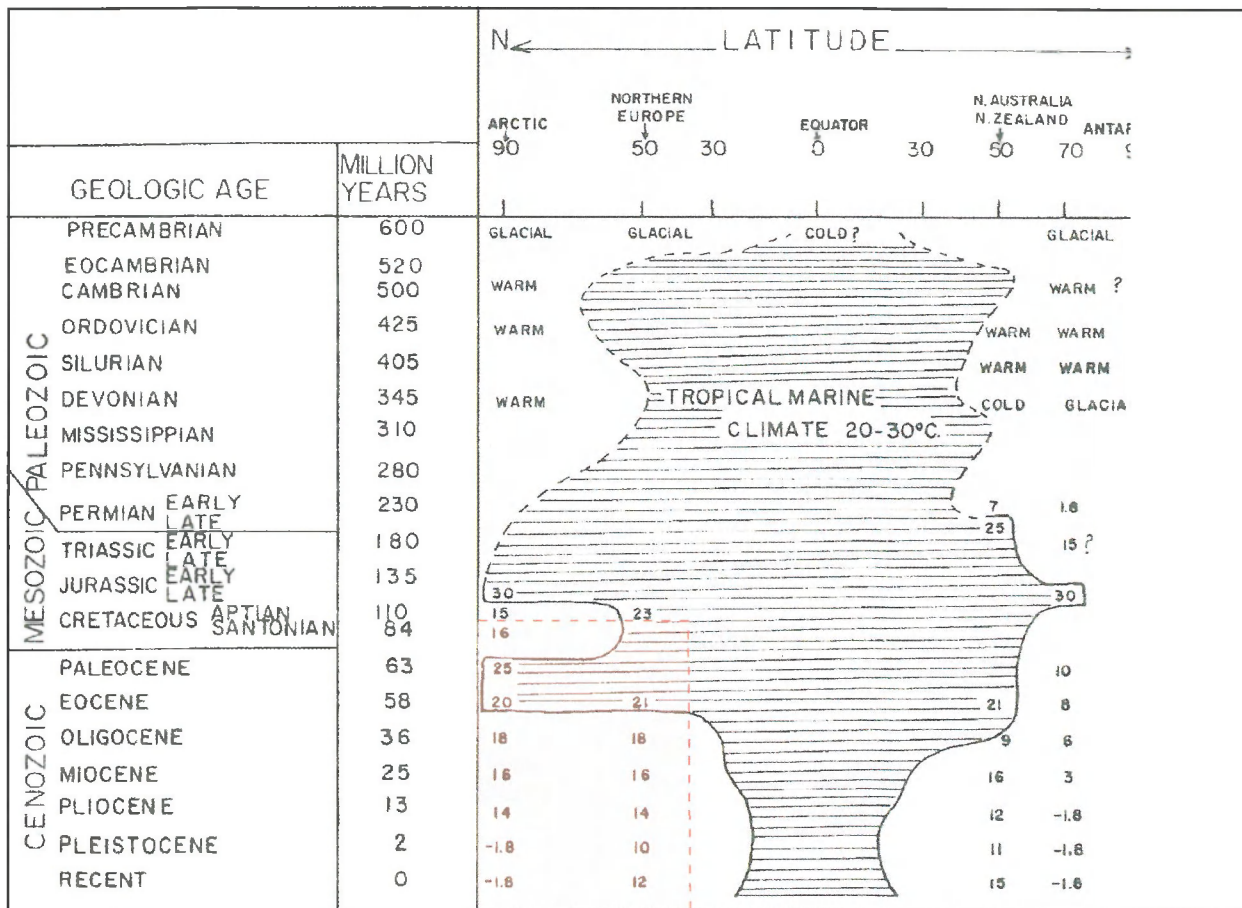 N LATITUDE
ARCTIC
90
NORTHERN
EUROPE
50
30
EQUATOR
0
30
N. AUSTRALIA
N. ZEALAND
50
70
GEOLOGIC AGE
MILLION
YEARS
PALEOZOIC
MESOZOIC
CENOZOIC
PRECAMBRIAN 600 GLACIAL GLACIAL COLD ? GLACIAL
EOCAMBRIAN 520
CAMBRIAN 500 WARM WARM ?
ORDOVICIAN 425 WARM WARM WARM
SILURIAN 405 WARM WARM
DEVONIAN 345 WARM TROPICAL MARINE COLD GLACIA
MISSISSIPPIAN 310 CLIMATE 20-30°C.
PENNSYLVANIAN 280
PERMIAN EARLY 230 7 1.8
LATE 25
TRIASSIC EARLY 180 15 ?
LATE
JURASSIC EARLY 135
LATE 30 30
CRETACEOUS APTIAN 110 15 23
SANTONIAN 84 16
PALEOCENE 63 25 10
EOCENE 58 20 21 21 8
OLIGOCENE 36 18 18 9 6
MIOCENE 25 16 16 16 3
PLIOCENE 13 14 14 12 -1.8
PLEISTOCENE 2 -1.8 10 11 -1.8
RECENT 0 -1.8 12 15 -1.8